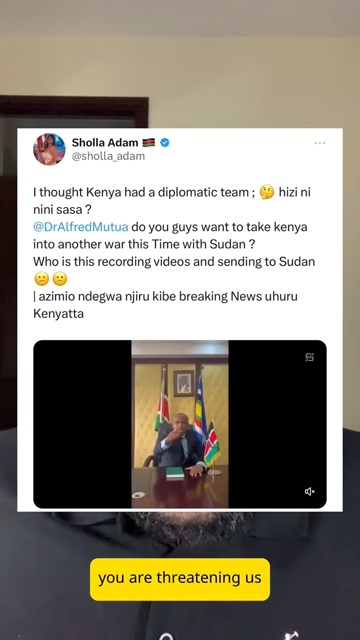 Sholla Adam 🇰🇪
@sholla_adam
I thought Kenya had a diplomatic team ; 🤔 hizi ni
nini sasa ?
@DrAlfredMutua do you guys want to take kenya
into another war this Time with Sudan ?
Who is this recording videos and sending to Sudan
😕😕
| azimio ndegwa njiru kibe breaking News uhuru
Kenyatta
you are threatening us